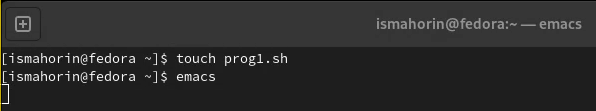 ismahorin@fedora:~ — emacs
[ismahorin@fedora ~]$ touch prog1.sh
[ismahorin@fedora ~]$ emacs